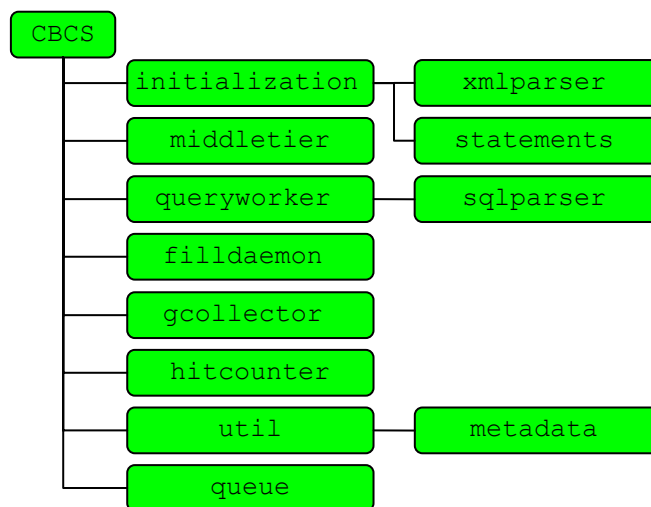 CBCS
initialization
xmlparser
middletier
statements
queryworker
sqlparser
filldaemon
gcollector
hitcounter
util
metadata
queue